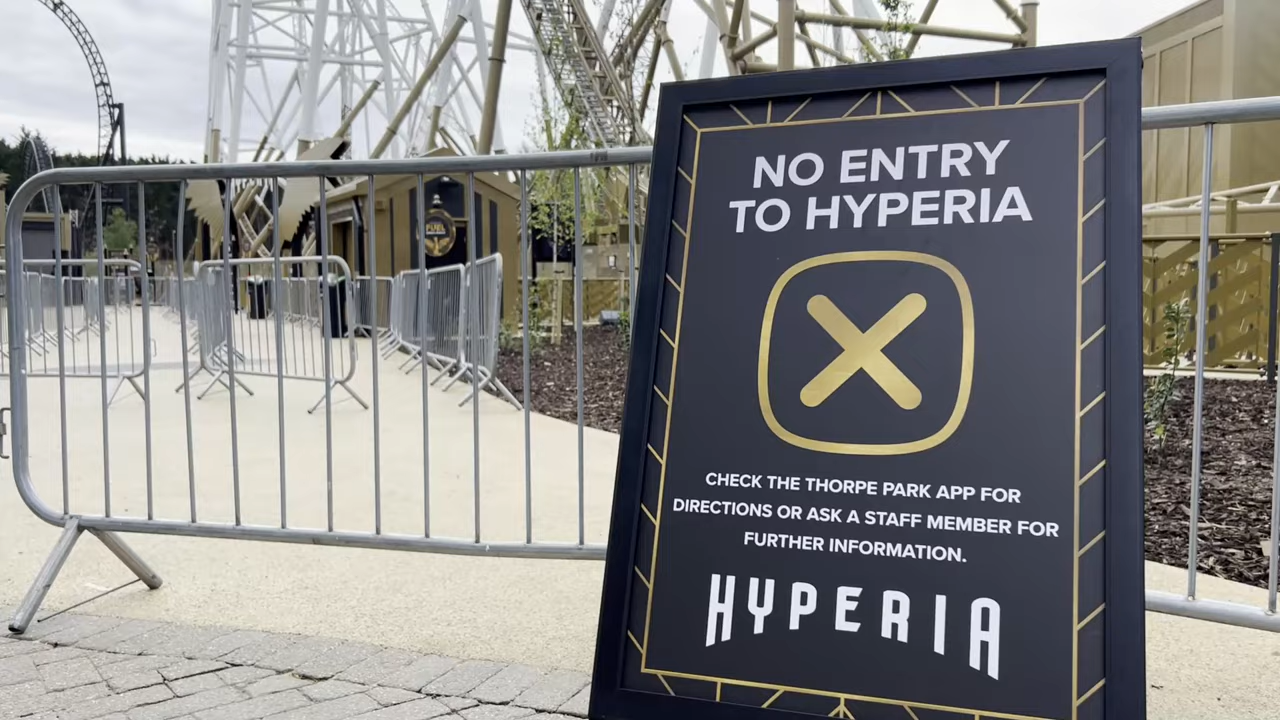 NO ENTRY
TO HYPERIA
CHECK THE THORPE PARK APP FOR
DIRECTIONS OR ASK A STAFF MEMBER FOR
FURTHER INFORMATION.
HYPERIA